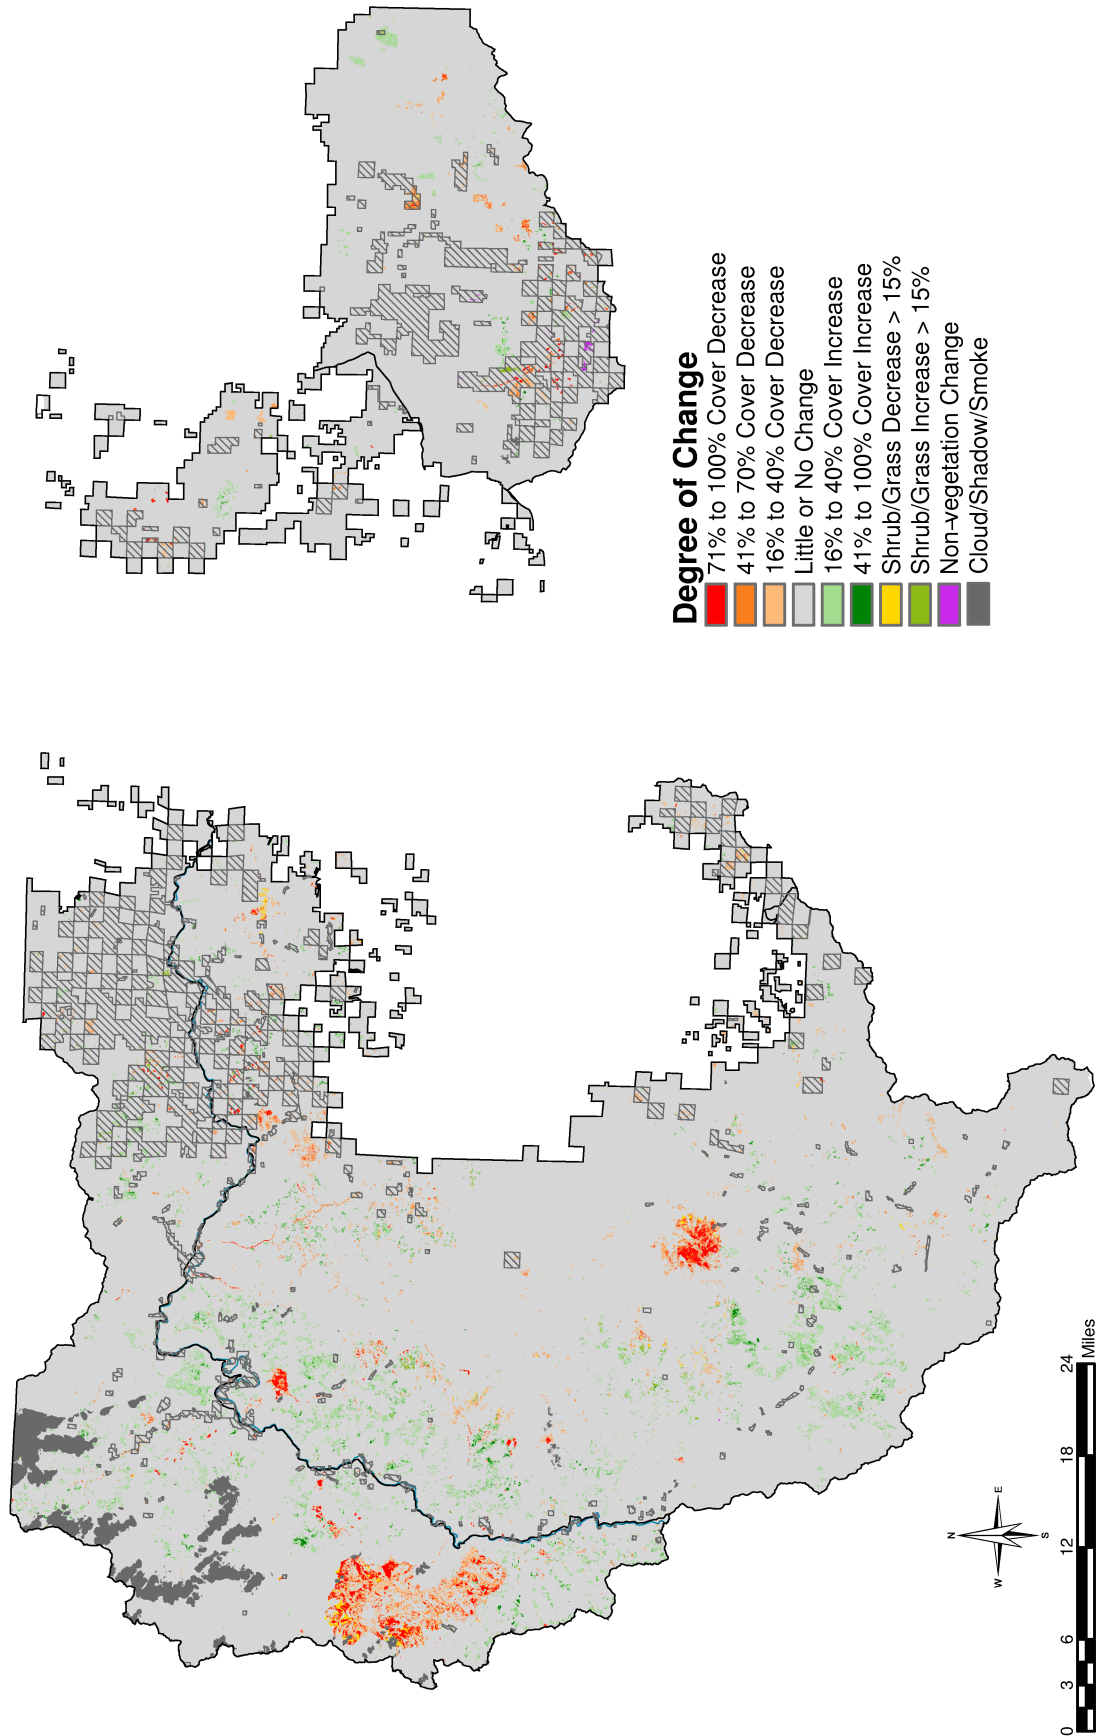 Degree of Change
71% to 100% Cover Decrease
41% to 70% Cover Decrease
16% to 40% Cover Decrease
Little or No Change
16% to 40% Cover Increase
41% to 100% Cover Increase
Shrub/Grass Decrease > 15%
Shrub/Grass Increase > 15%
Non-vegetation Change
Cloud/Shadow/Smoke
N
W E
S
0 3 6 12 18 24
Miles